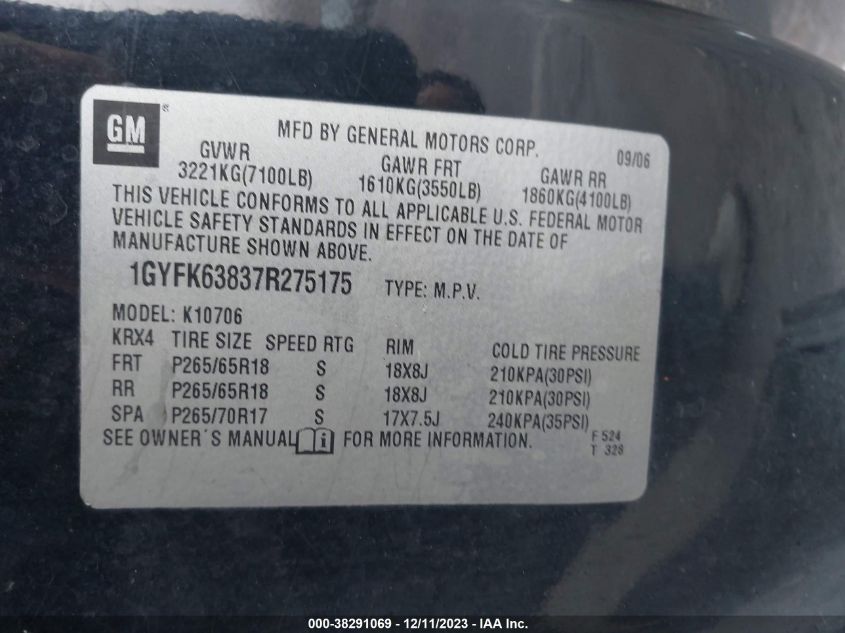 GM ®
MFD BY GENERAL MOTORS CORP. 09/06
GVWR GAWR FRT GAWR RR
3221KG(7100LB) 1610KG(3550LB) 1860KG(4100LB)
THIS VEHICLE CONFORMS TO ALL APPLICABLE U.S. FEDERAL MOTOR
VEHICLE SAFETY STANDARDS IN EFFECT ON THE DATE OF
MANUFACTURE SHOWN ABOVE.
1GYFK63837R275175 TYPE: M.P.V.
MODEL: K10706
KRX4 TIRE SIZE SPEED RTG RIM COLD TIRE PRESSURE
FRT P265/65R18 S 18X8J 210KPA(30PSI)
RR P265/65R18 S 18X8J 210KPA(30PSI)
SPA P265/70R17 S 17X7.5J 240KPA(35PSI)
SEE OWNER'S MANUAL i FOR MORE INFORMATION. F 524
T 328
000-38291069 - 12/11/2023 - IAA Inc.